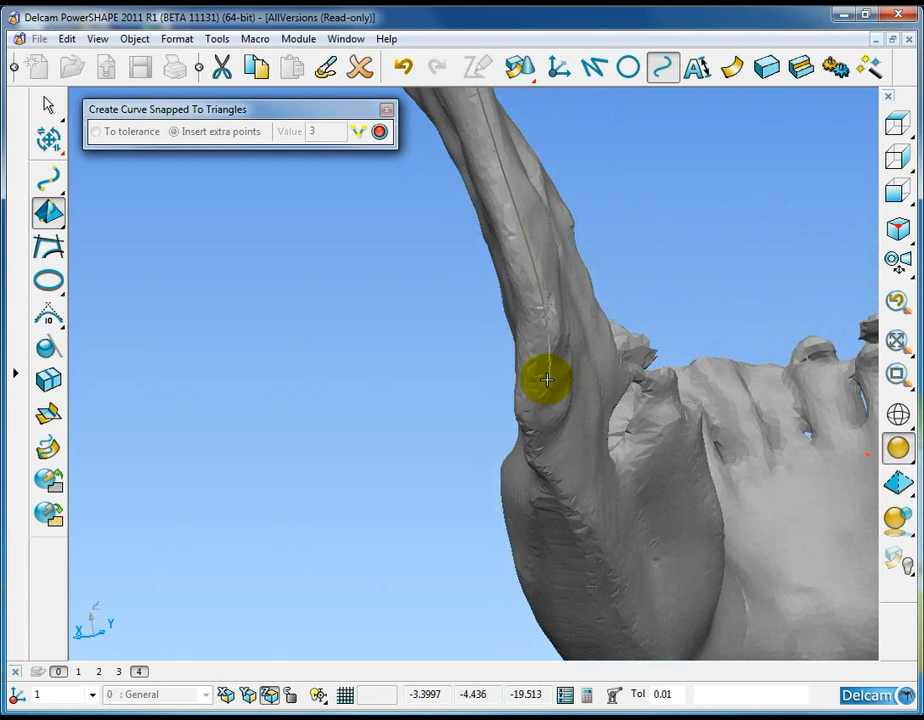 Delcam PowerSHAPE 2011 R1 (BETA 11131) (64-bit) - [AllVersions (Read-only)]
File Edit View Object Format Tools Macro Module Window Help
Create Curve Snapped To Triangles
To tolerance Insert extra points Value 3
10
X Y Z
0 1 2 3 4
1 0 : General -3.3997 -4.436 -19.513 Tol 0.01 Delcam